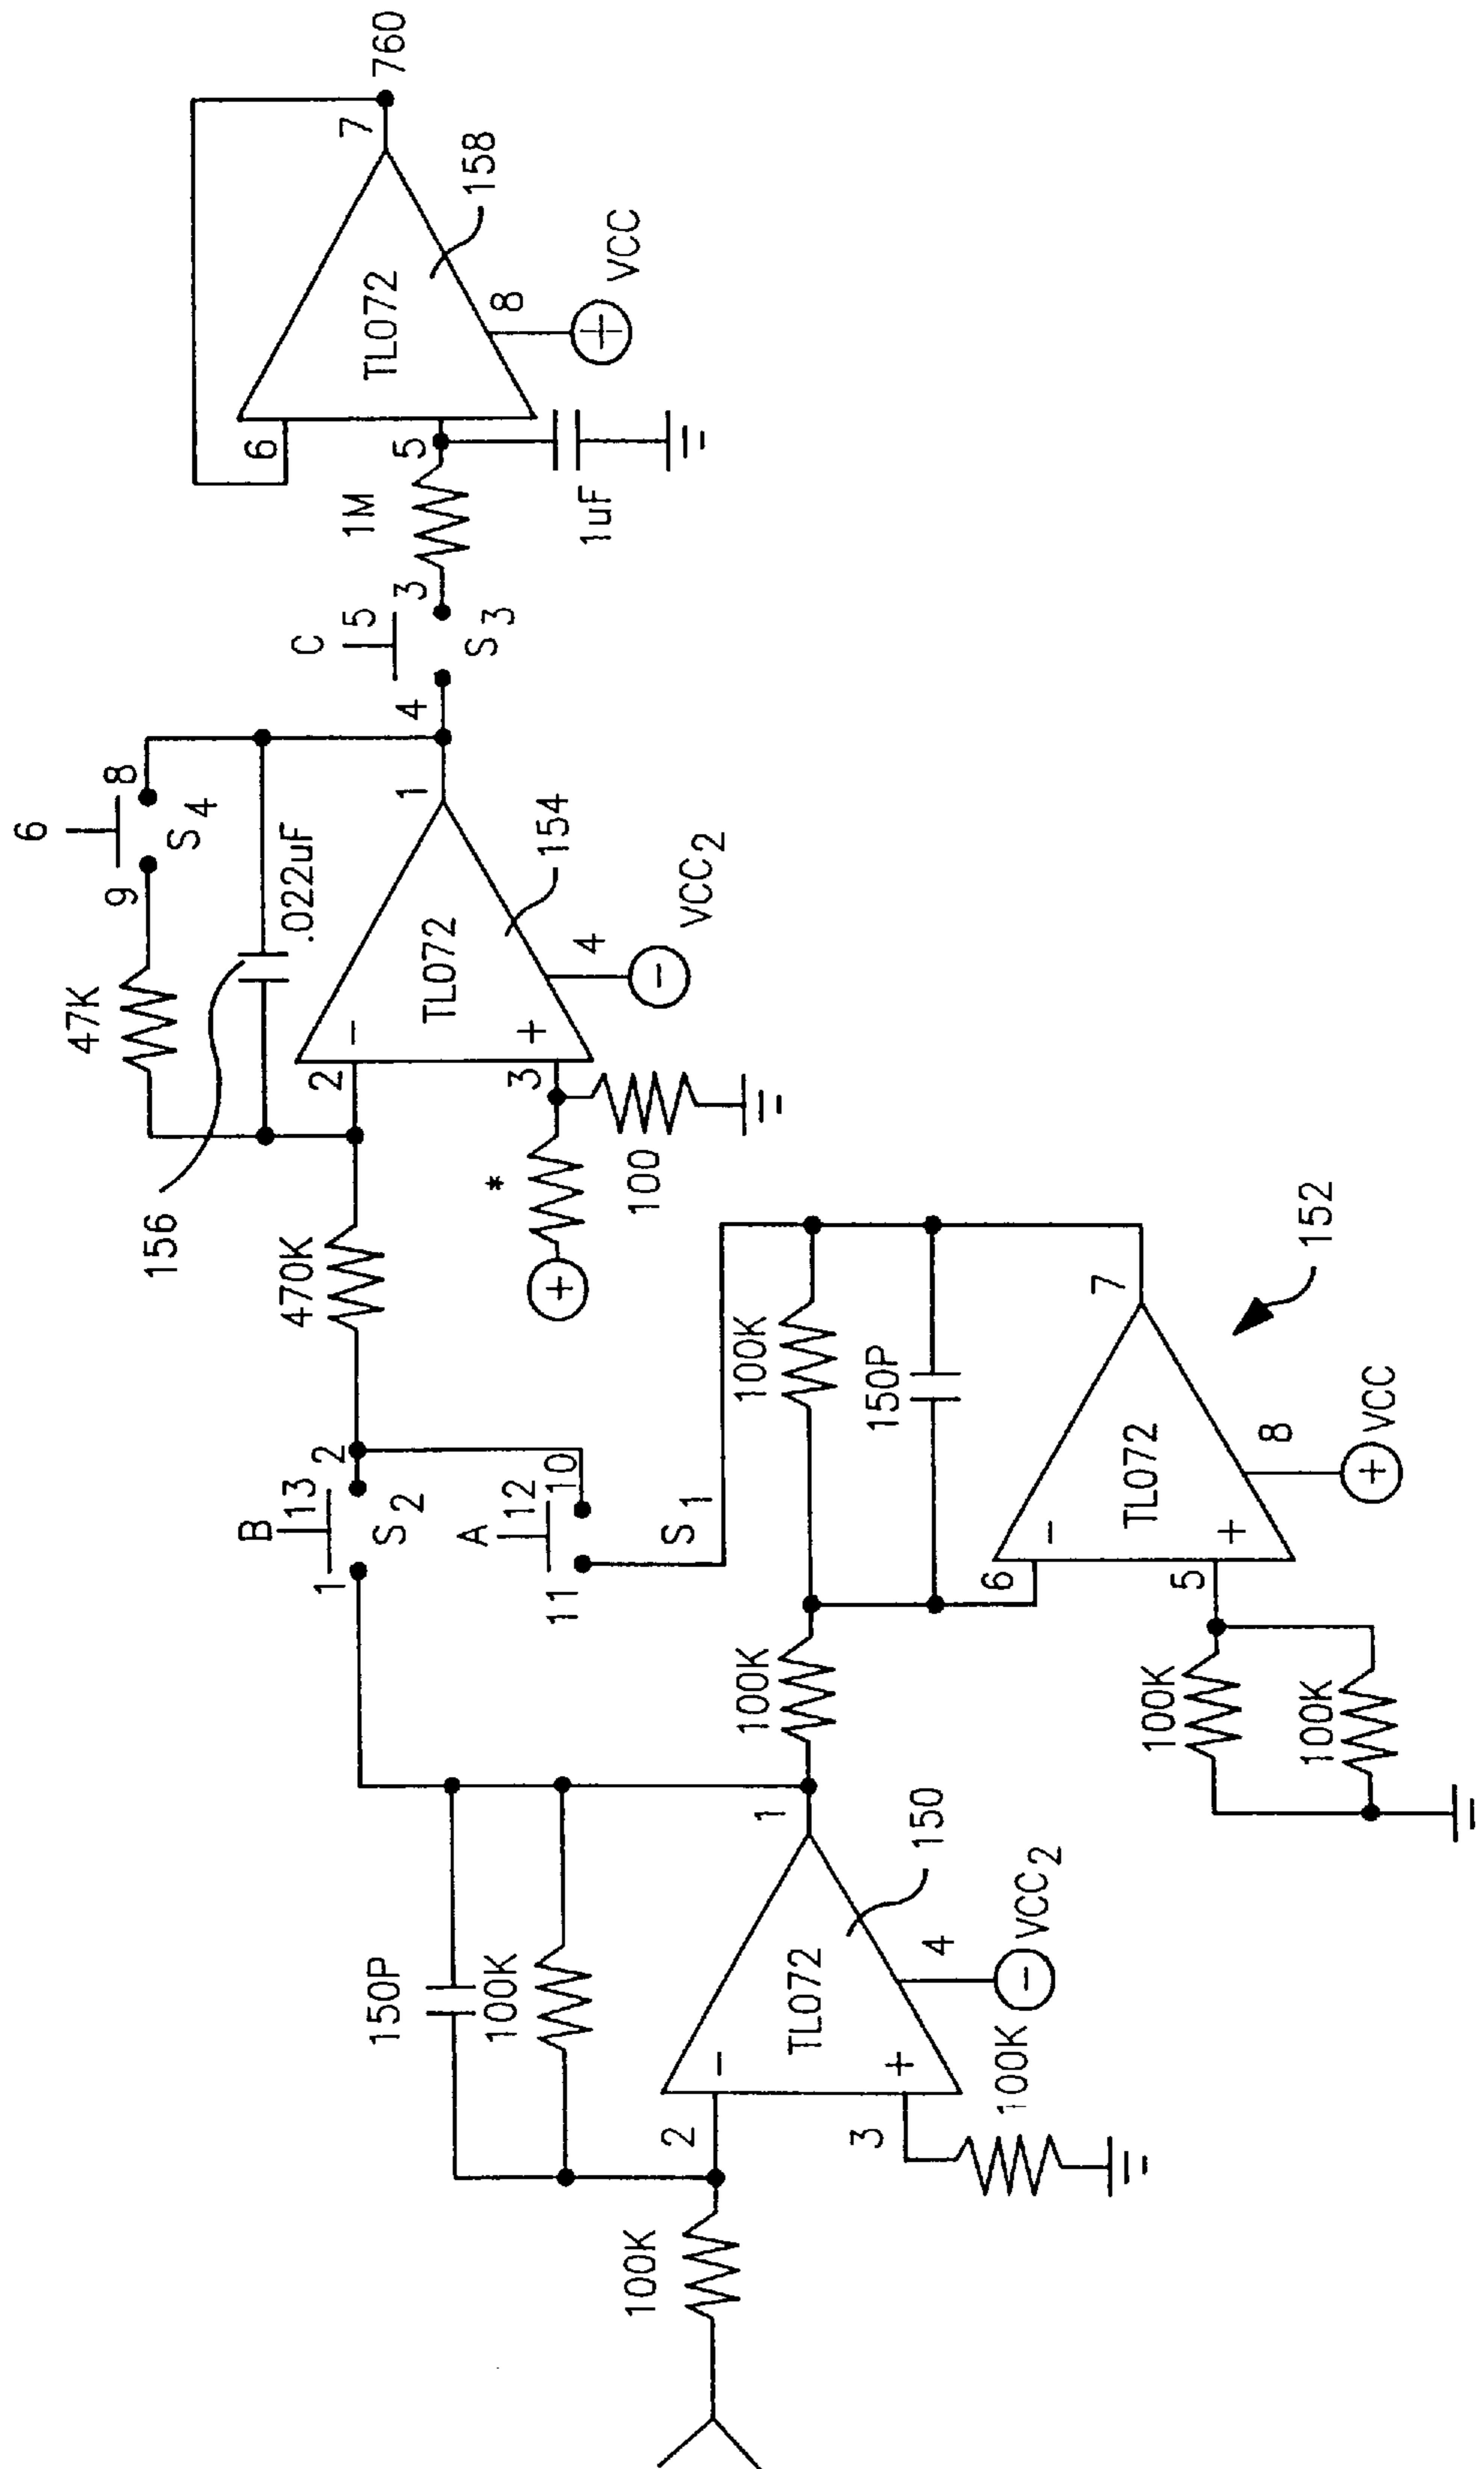 100K
150P
100K
2
3
TL072
-
+
1
150
4
VCC2
100K
B
13
1
2
S2
A
12
11
10
S1
100K
100K
150P
6
5
TL072
-
+
7
8
VCC
152
100K
100K
470K
156
47K
9
6
8
S4
.022uF
2
3
TL072
-
+
1
154
4
VCC2
*
+
100
C
5
4
3
S3
1M
1uF
6
5
TL072
7
158
8
VCC
760